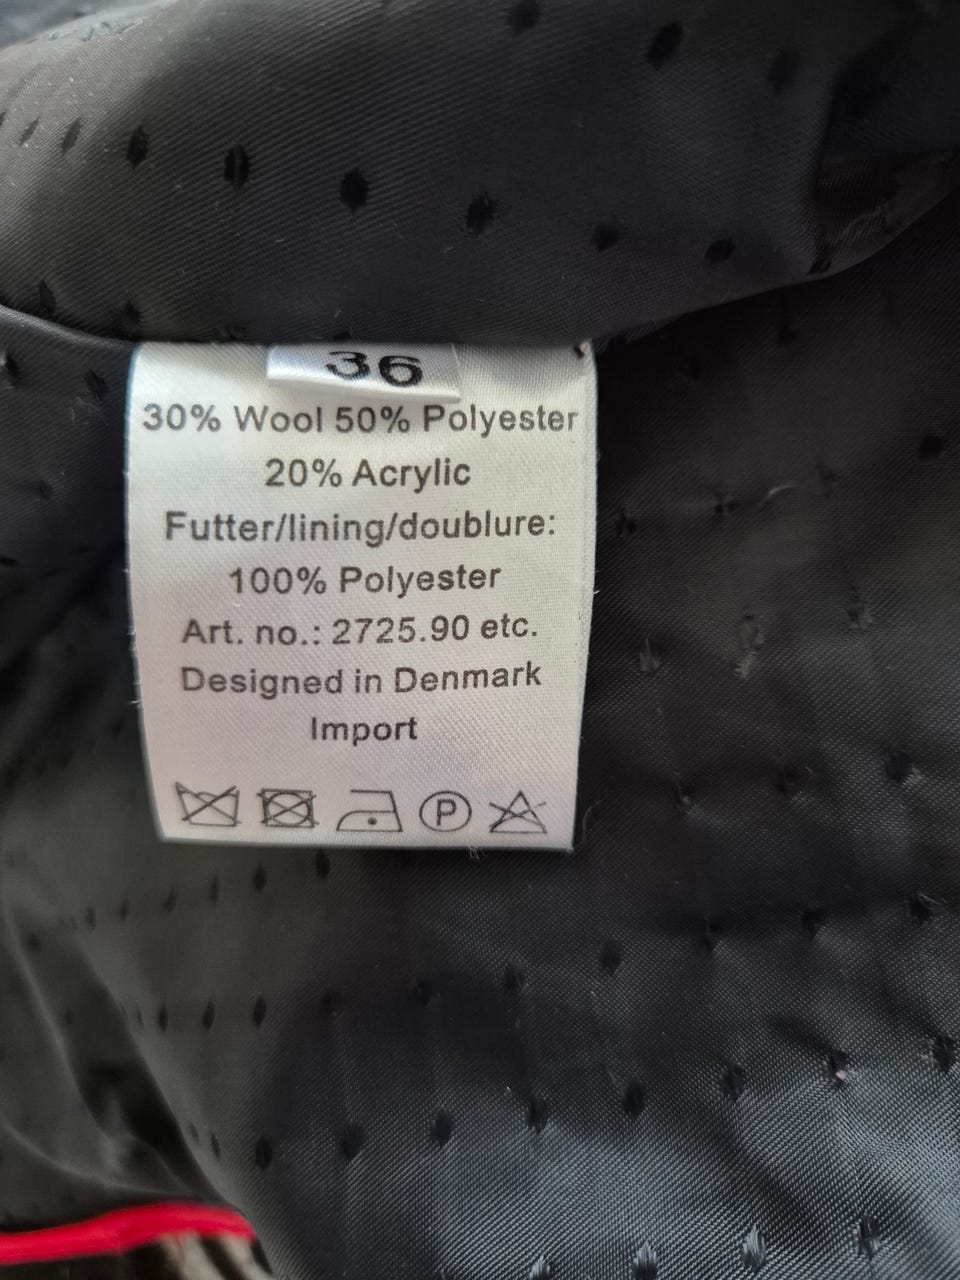 36
30% Wool 50% Polyester
20% Acrylic
Futter/lining/doublure:
100% Polyester
Art. no.: 2725.90 etc.
Designed in Denmark
Import
P